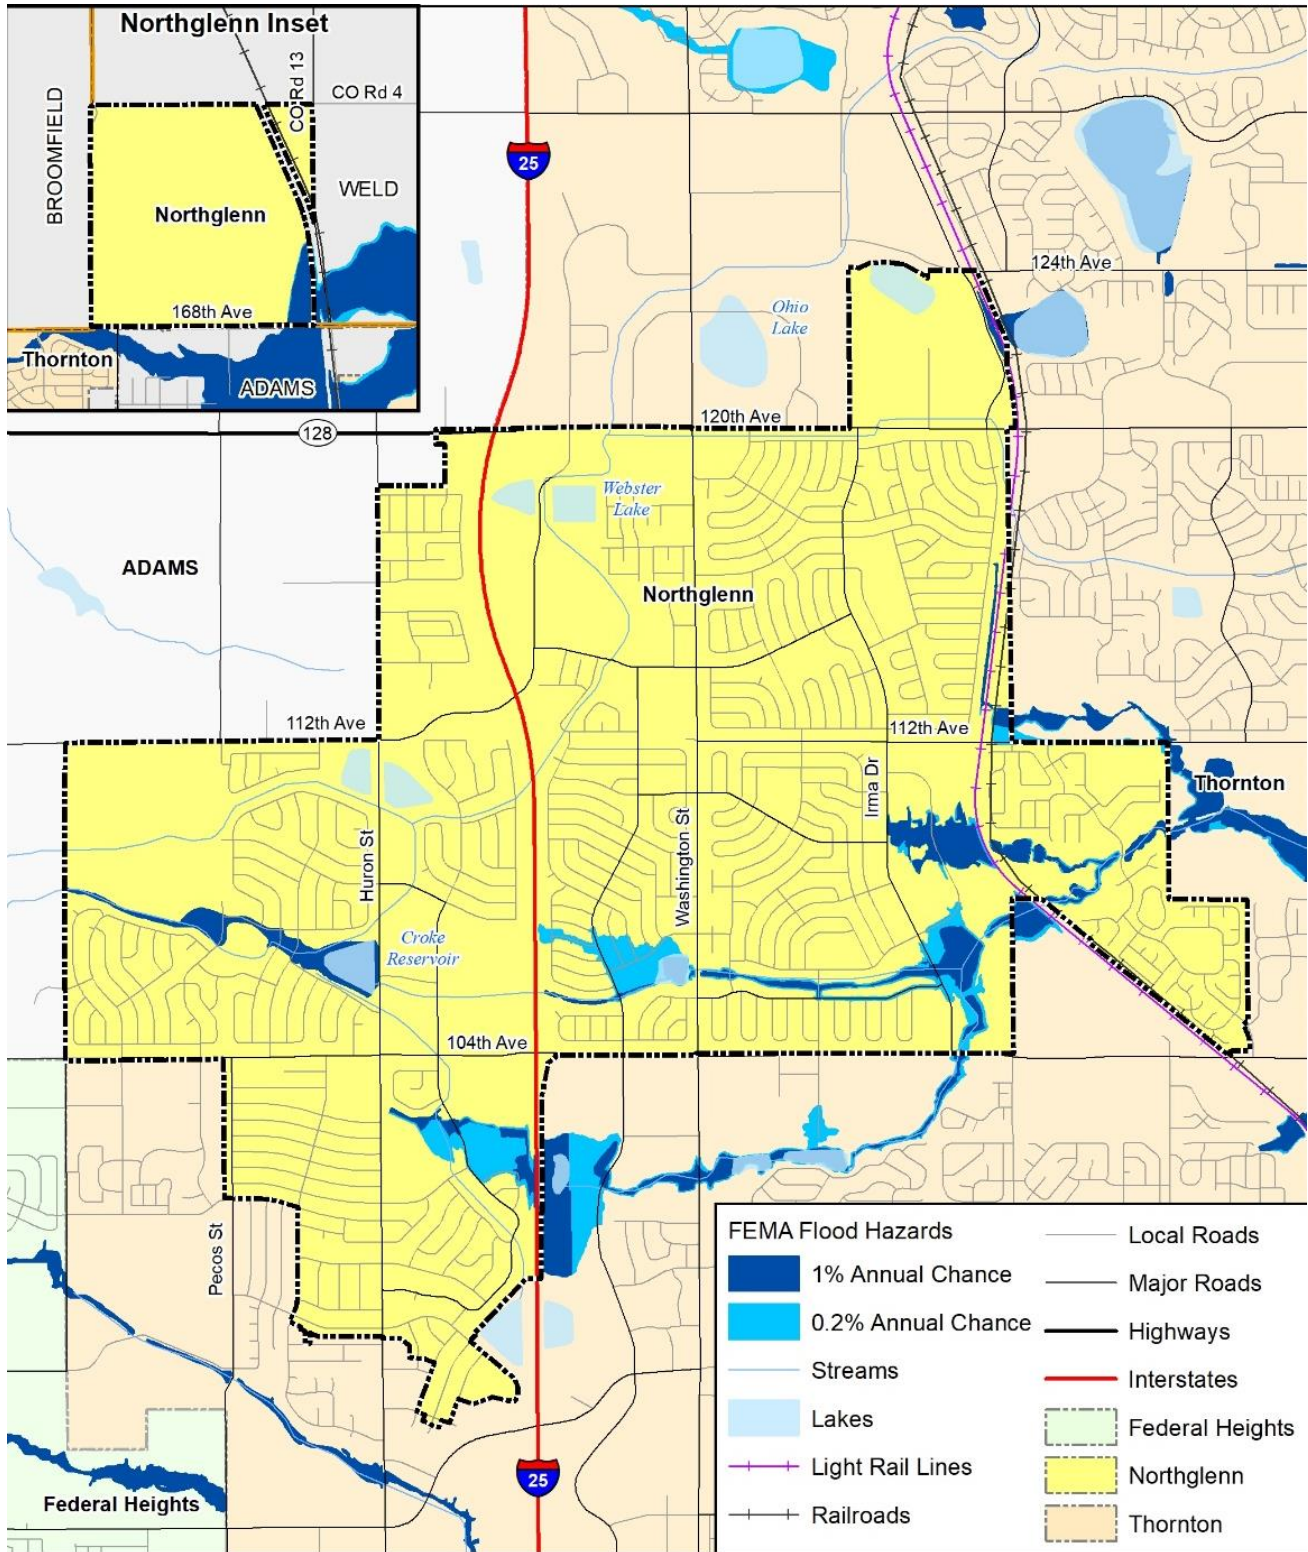 Northglenn Inset
CO Rd 13
CO Rd 4
BROOMFIELD
WELD
Northglenn
168th Ave
Thornton
ADAMS
25
124th Ave
Ohio
Lake
120th Ave
128
Webster
Lake
ADAMS
Northglenn
112th Ave
112th Ave
Thornton
Irma Dr
Huron St
Washington St
Croke
Reservoir
104th Ave
Pecos St
25
Federal Heights
FEMA Flood Hazards
1% Annual Chance
0.2% Annual Chance
Streams
Lakes
Light Rail Lines
Railroads
Local Roads
Major Roads
Highways
Interstates
Federal Heights
Northglenn
Thornton